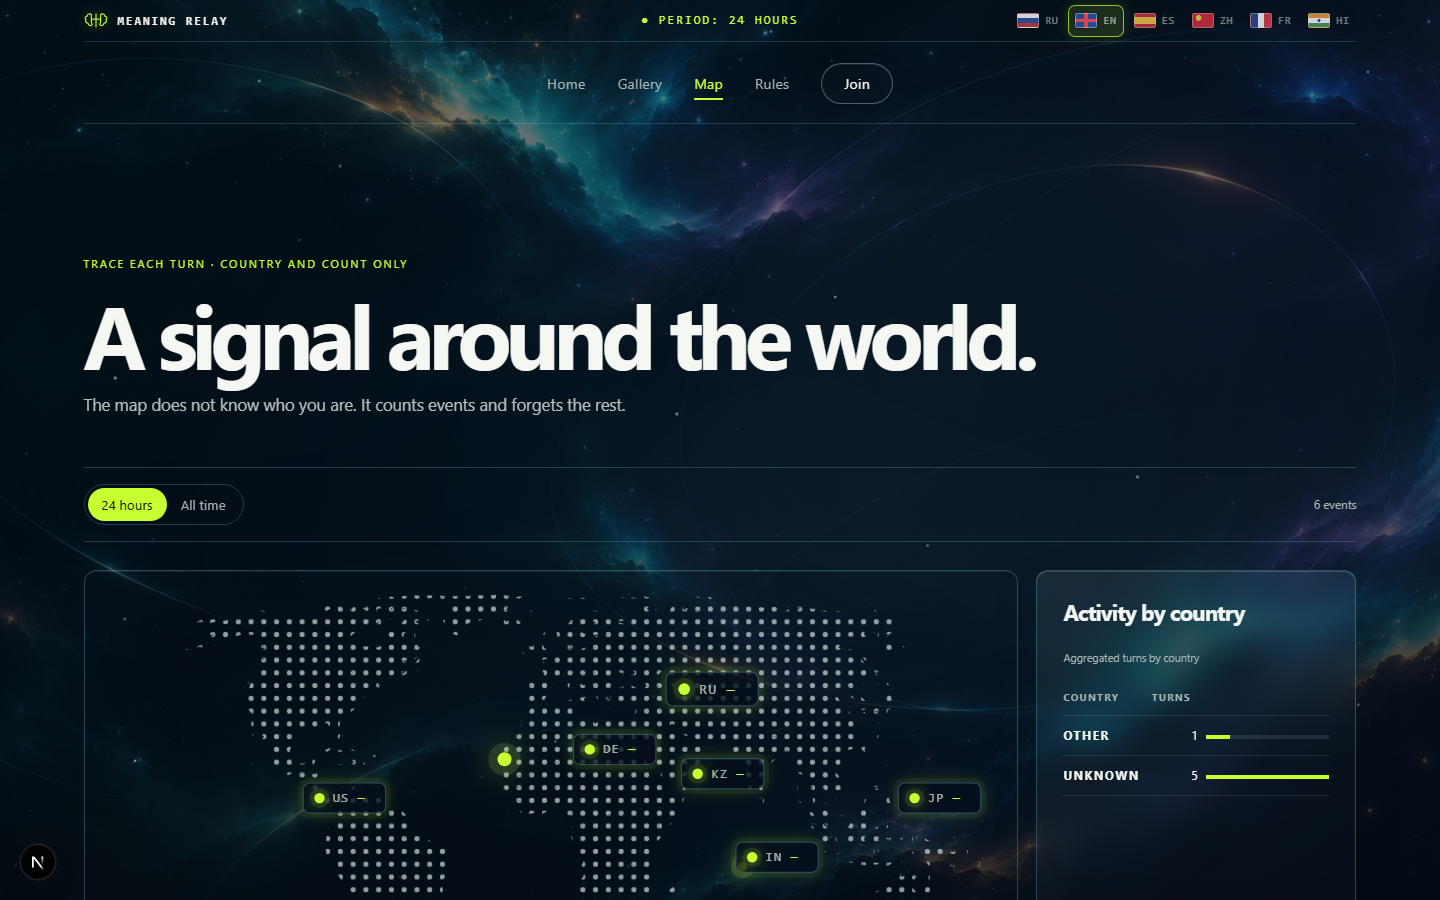 MEANING RELAY
PERIOD: 24 HOURS
RU EN ES ZH FR HI
Home Gallery Map Rules Join
TRACE EACH TURN · COUNTRY AND COUNT ONLY
A signal around the world.
The map does not know who you are. It counts events and forgets the rest.
24 hours All time
6 events
Activity by country
Aggregated turns by country
COUNTRY TURNS
OTHER 1
UNKNOWN 5
RU —
DE —
KZ —
US —
JP —
IN —
N